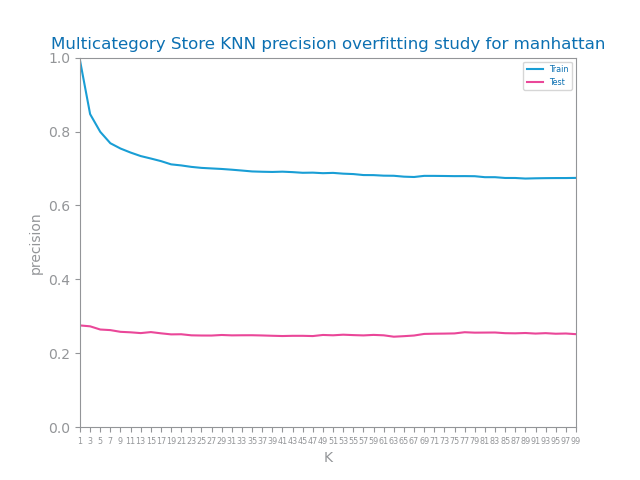 Multicategory Store KNN precision overfitting study for manhattan
1.0
0.8
0.6
0.4
0.2
0.0
precision
Train
Test
1 3 5 7 9 11 13 15 17 19 21 23 25 27 29 31 33 35 37 39 41 43 45 47 49 51 53 55 57 59 61 63 65 67 69 71 73 75 77 79 81 83 85 87 89 91 93 95 97 99
K